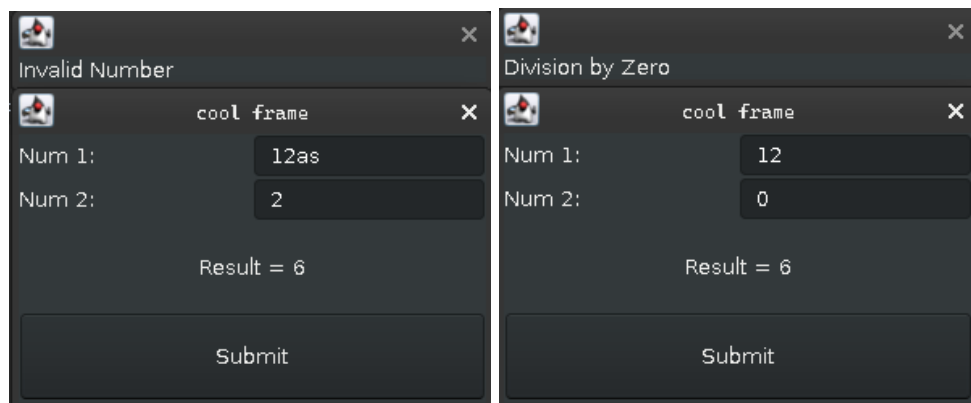 Invalid Number
cool frame
Num 1: 12as
Num 2: 2
Result = 6
Submit
Division by Zero
cool frame
Num 1: 12
Num 2: 0
Result = 6
Submit